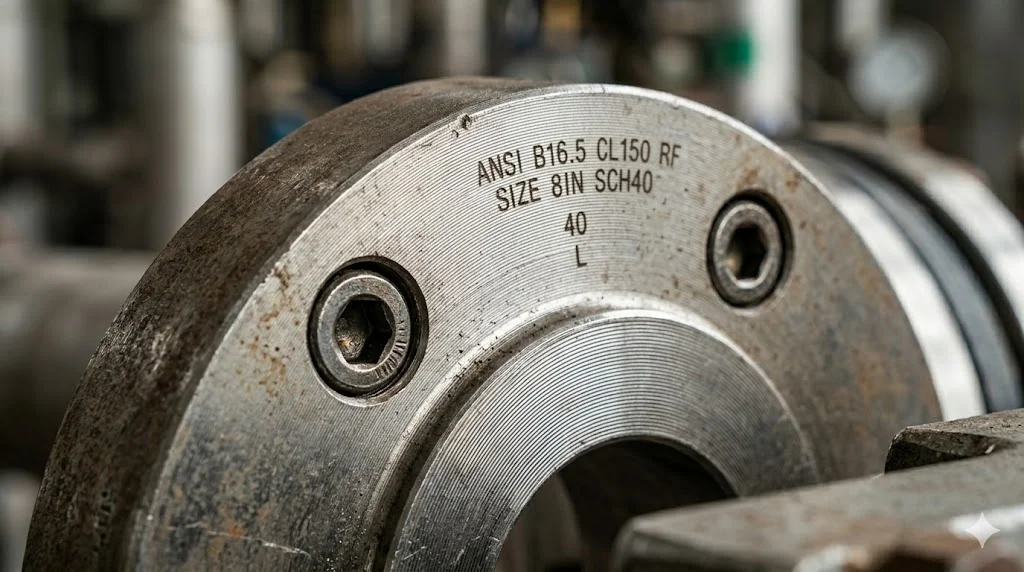 ANSI B16.5 CL150 RF
SIZE 8IN SCH40
40
L